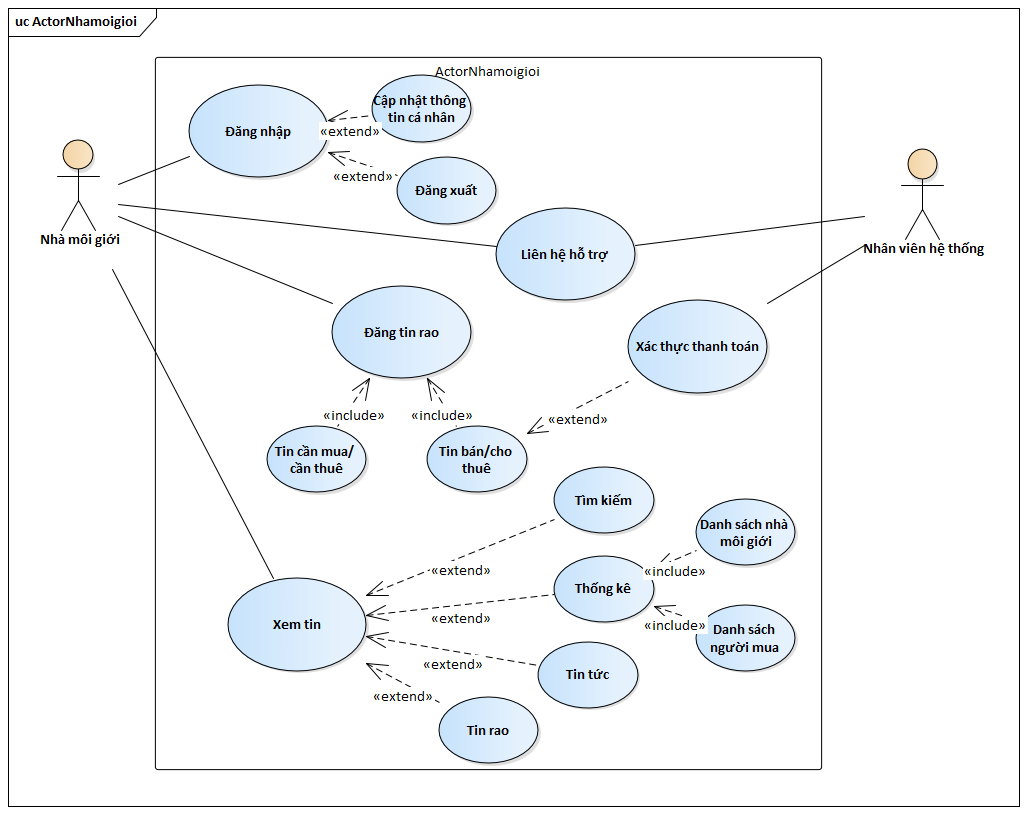 uc ActorNhamoigioi
ActorNhamoigioi
Cập nhật thông
tin cá nhân
Đăng nhập
«extend»
«extend»
Đăng xuất
Nhà môi giới
Nhân viên hệ thống
Liên hệ hỗ trợ
Đăng tin rao
Xác thực thanh toán
«include»
«include»
«extend»
Tin cần mua/
cần thuê
Tin bán/cho
thuê
Tìm kiếm
Danh sách nhà
môi giới
«extend»
«include»
Thống kê
«extend»
«include»
Xem tin
Danh sách
người mua
«extend»
Tin tức
«extend»
Tin rao